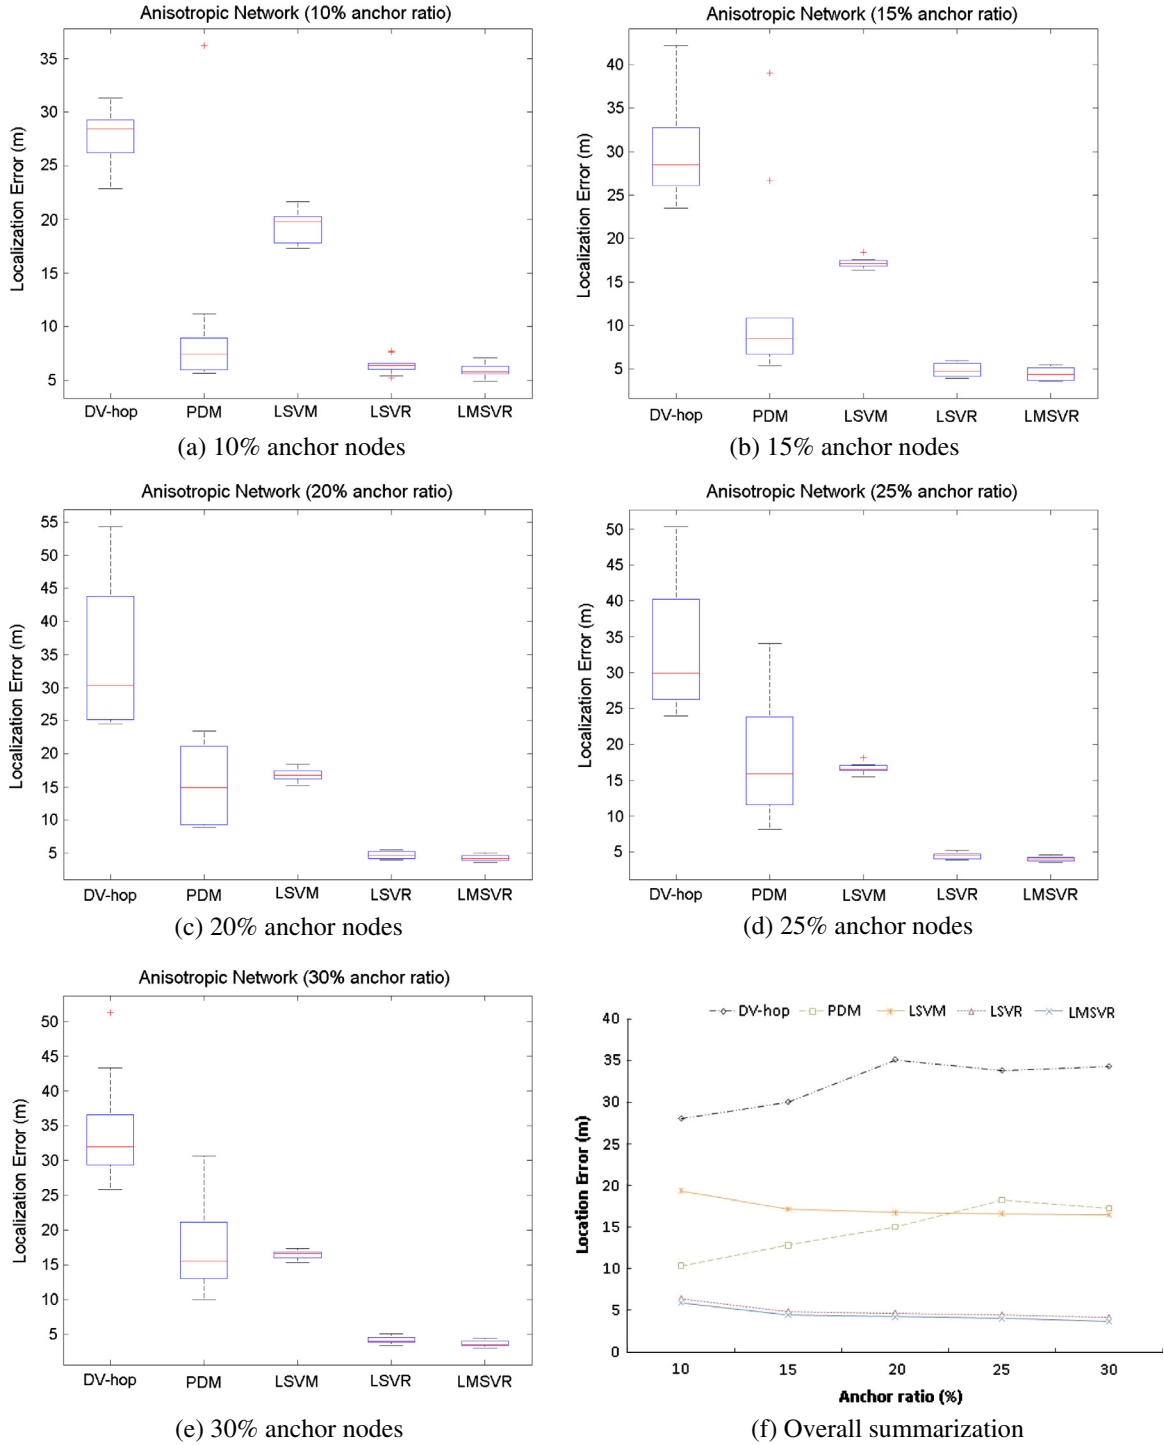 Anisotropic Network (10% anchor ratio)
Localization Error (m)
35
30
25
20
15
10
5
DV-hop PDM LSVM LSVR LMSVR
(a) 10% anchor nodes
Anisotropic Network (15% anchor ratio)
Localization Error (m)
40
35
30
25
20
15
10
5
DV-hop PDM LSVM LSVR LMSVR
(b) 15% anchor nodes
Anisotropic Network (20% anchor ratio)
Localization Error (m)
55
50
45
40
35
30
25
20
15
10
5
DV-hop PDM LSVM LSVR LMSVR
(c) 20% anchor nodes
Anisotropic Network (25% anchor ratio)
Localization Error (m)
50
45
40
35
30
25
20
15
10
5
DV-hop PDM LSVM LSVR LMSVR
(d) 25% anchor nodes
Anisotropic Network (30% anchor ratio)
Localization Error (m)
50
45
40
35
30
25
20
15
10
5
DV-hop PDM LSVM LSVR LMSVR
(e) 30% anchor nodes
DV-hop PDM LSVM LSVR LMSVR
Location Error (m)
40
35
30
25
20
15
10
5
0
10 15 20 25 30
Anchor ratio (%)
(f) Overall summarization